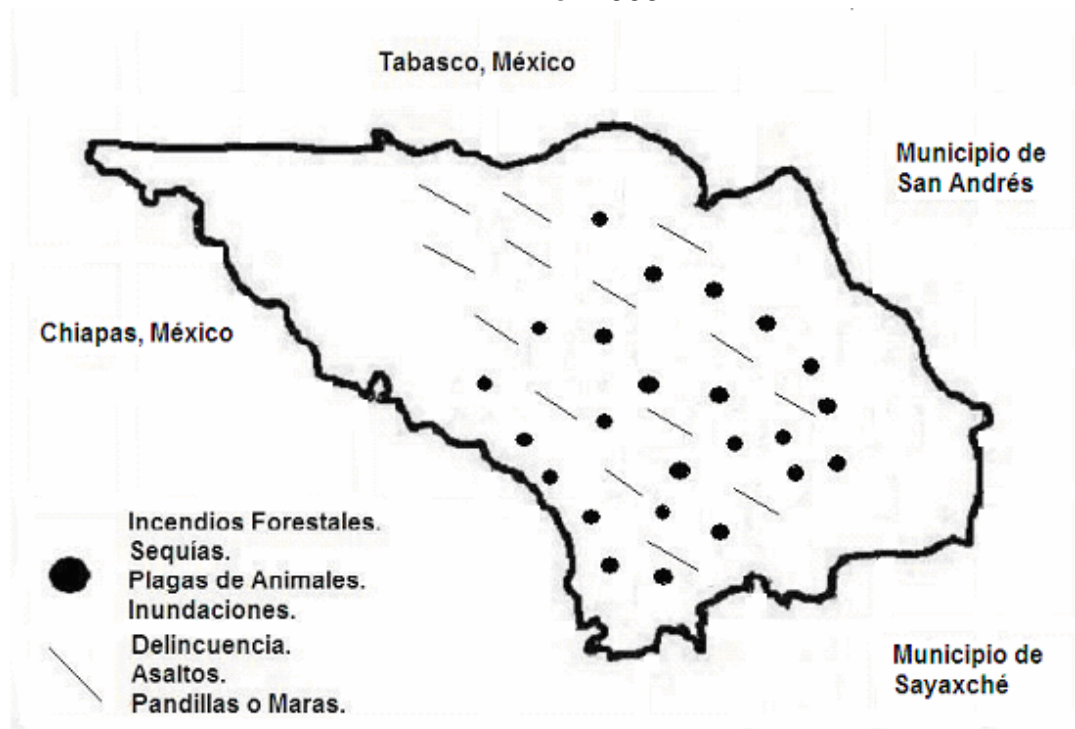 Tabasco, México
Municipio de
San Andrés
Chiapas, México
Incendios Forestales.
Sequías.
Plagas de Animales.
Inundaciones.
Delincuencia.
Asaltos.
Pandillas o Maras.
Municipio de
Sayaxché